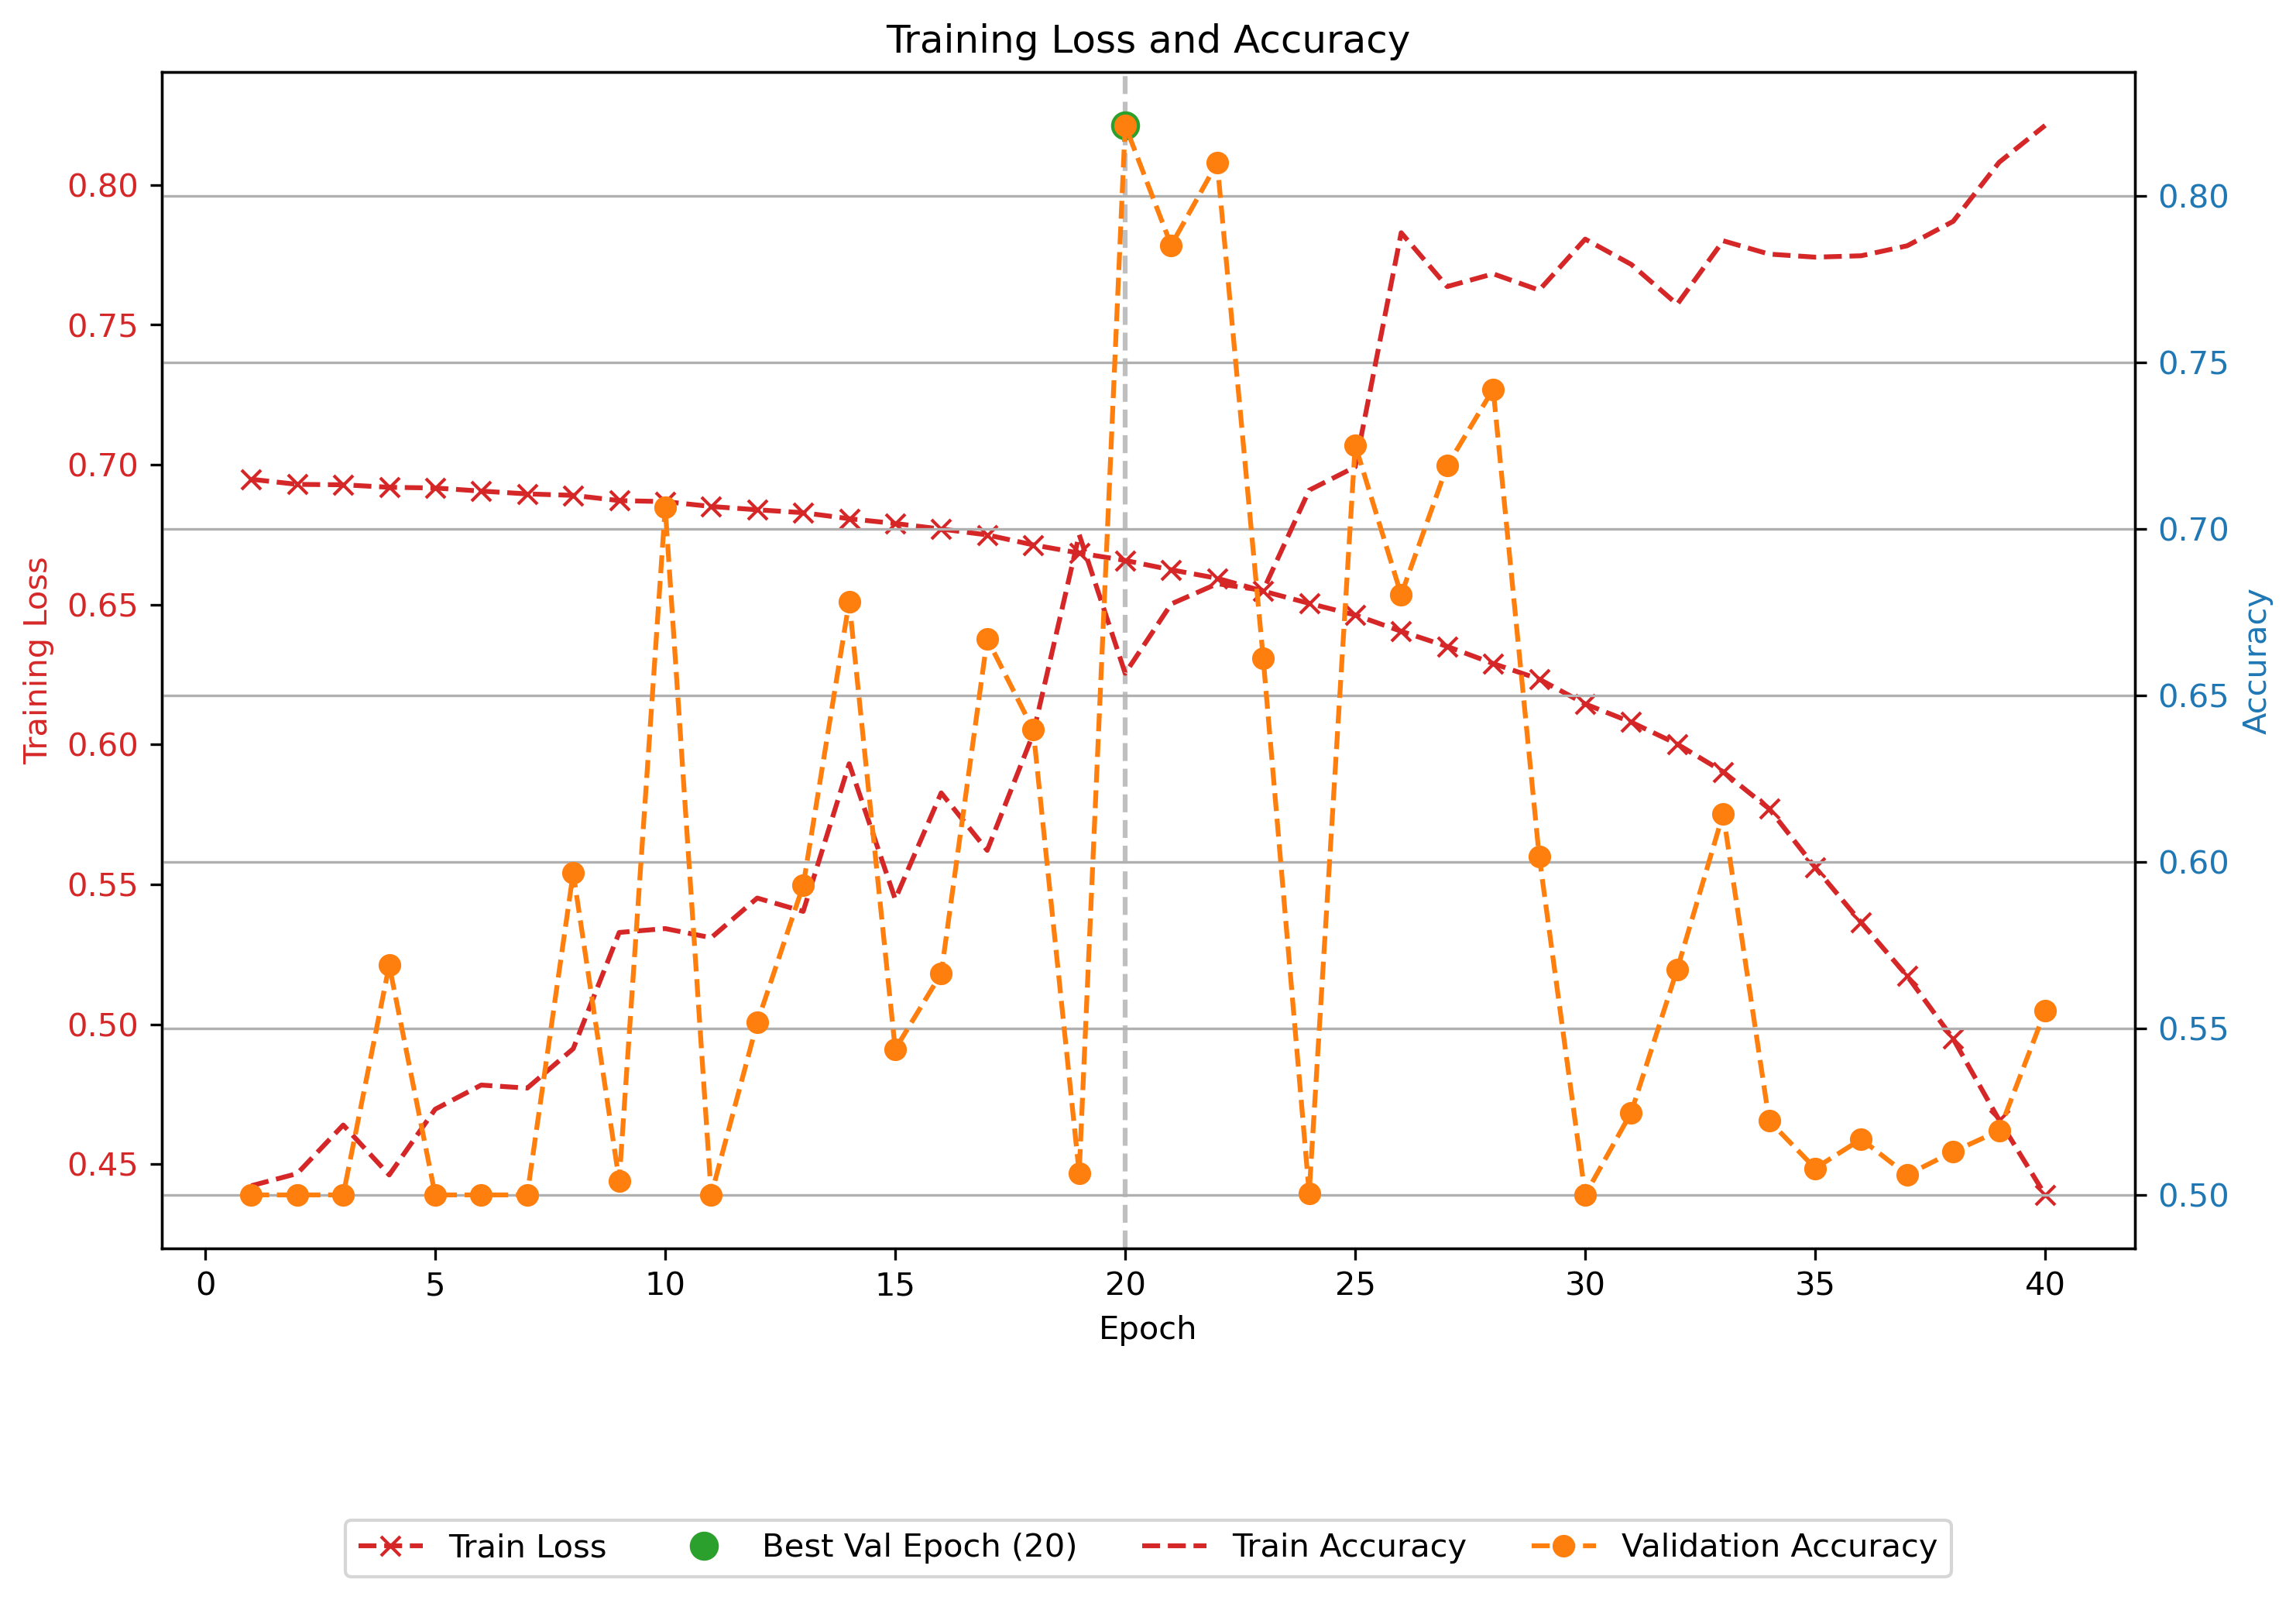 Training Loss and Accuracy
0.80
0.75
0.70
0.65
0.60
0.55
0.50
0.45
Training Loss
0.80
0.75
0.70
0.65
0.60
0.55
0.50
Accuracy
0 5 10 15 20 25 30 35 40
Epoch
Train Loss Best Val Epoch (20) Train Accuracy Validation Accuracy